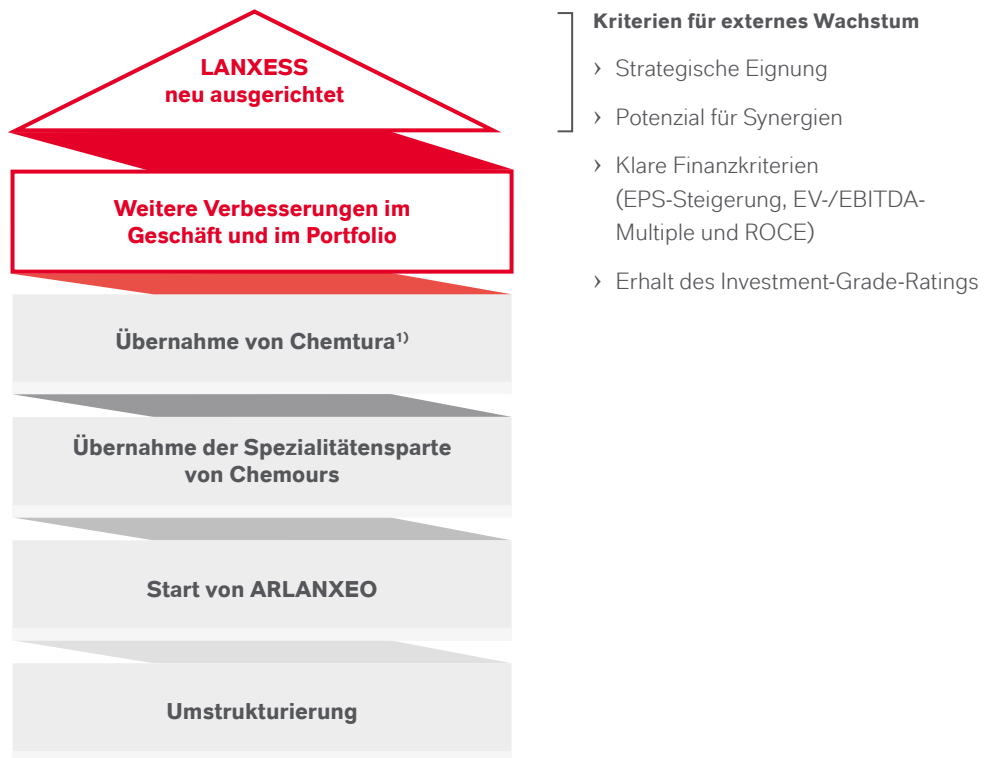 LANXESS
neu ausgerichtet
Weitere Verbesserungen im
Geschäft und im Portfolio
Übernahme von Chemtura¹⁾
Übernahme der Spezialitätensparte
von Chemours
Start von ARLANXEO
Umstrukturierung
Kriterien für externes Wachstum
› Strategische Eignung
› Potenzial für Synergien
› Klare Finanzkriterien
(EPS-Steigerung, EV-/EBITDA-
Multiple und ROCE)
› Erhalt des Investment-Grade-Ratings